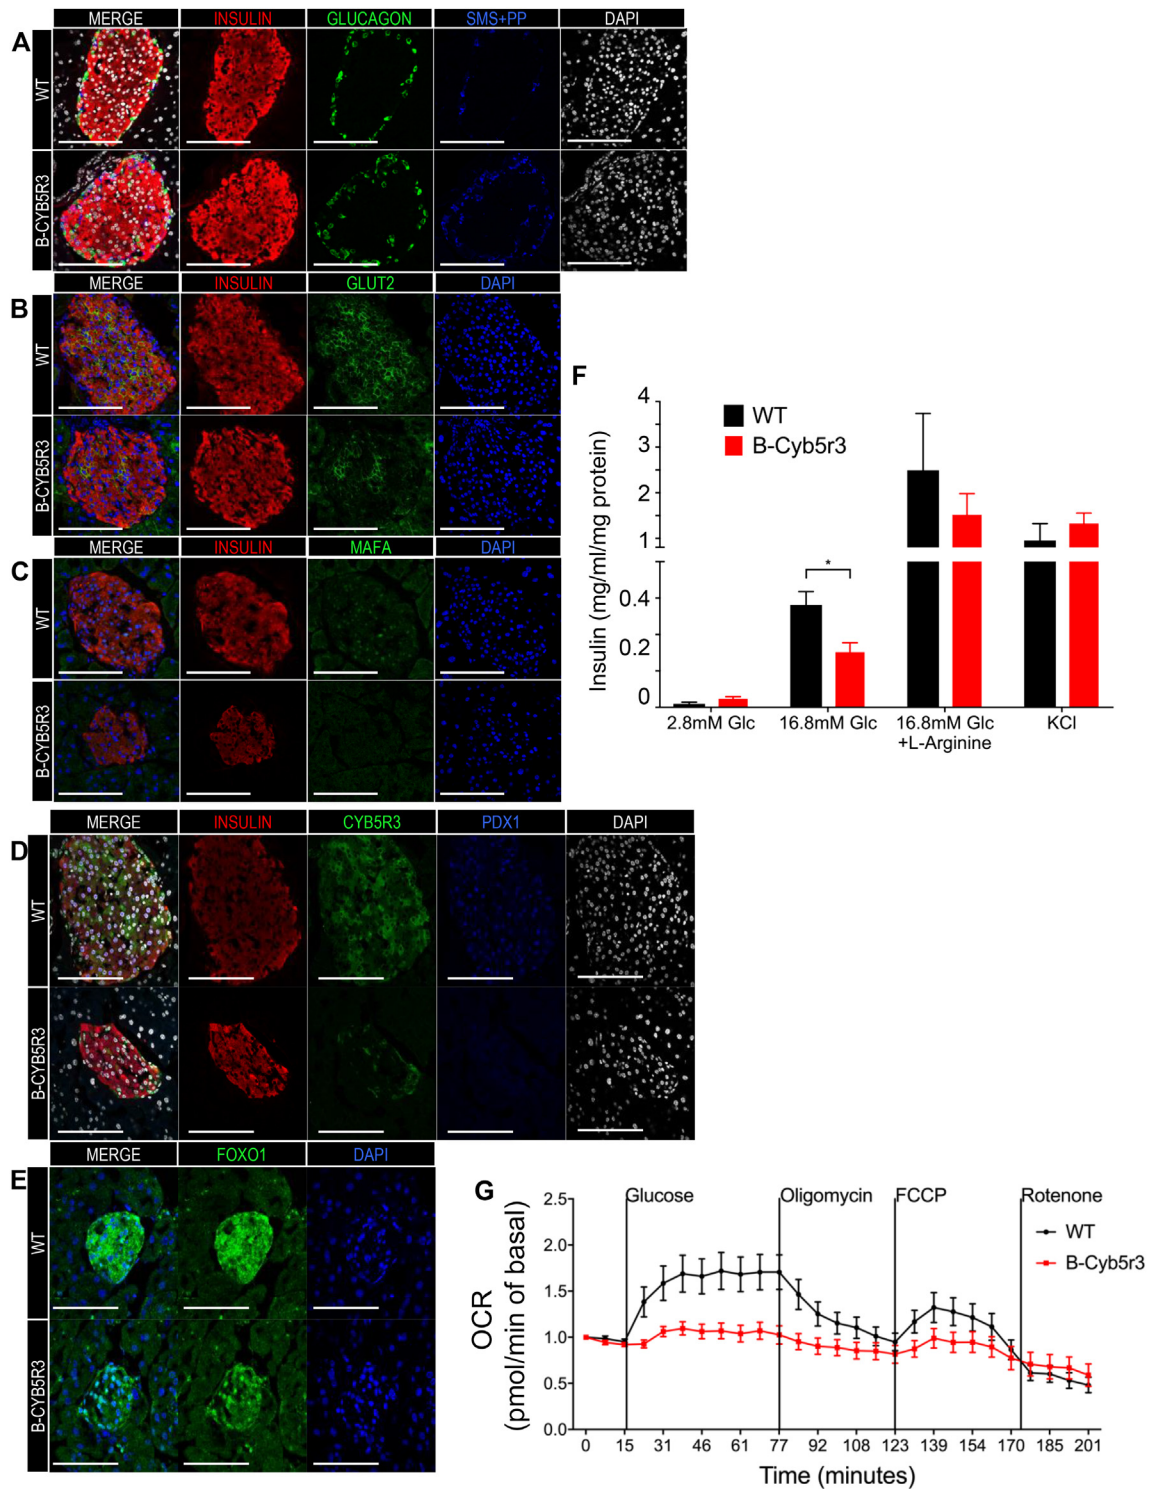 A
MERGE INSULIN GLUCAGON SMS+PP DAPI
WT
B-CYB5R3
B
MERGE INSULIN GLUT2 DAPI
WT
B-CYB5R3
C
MERGE INSULIN MAFA DAPI
WT
B-CYB5R3
D
MERGE INSULIN CYB5R3 PDX1 DAPI
WT
B-CYB5R3
E
MERGE FOXO1 DAPI
WT
B-CYB5R3
F
Insulin (mg/ml/mg protein)
4
3
2
1
0.4
0.2
0
WT
B-Cyb5r3
*
2.8mM Glc 16.8mM Glc 16.8mM Glc KCl
+L-Arginine
G
OCR
(pmol/min of basal)
2.5
1.5
1.0
0.5
0.0
Glucose Oligomycin FCCP Rotenone
WT
B-Cyb5r3
0 15 31 46 61 77 92 108 123 139 154 170 185 201
Time (minutes)